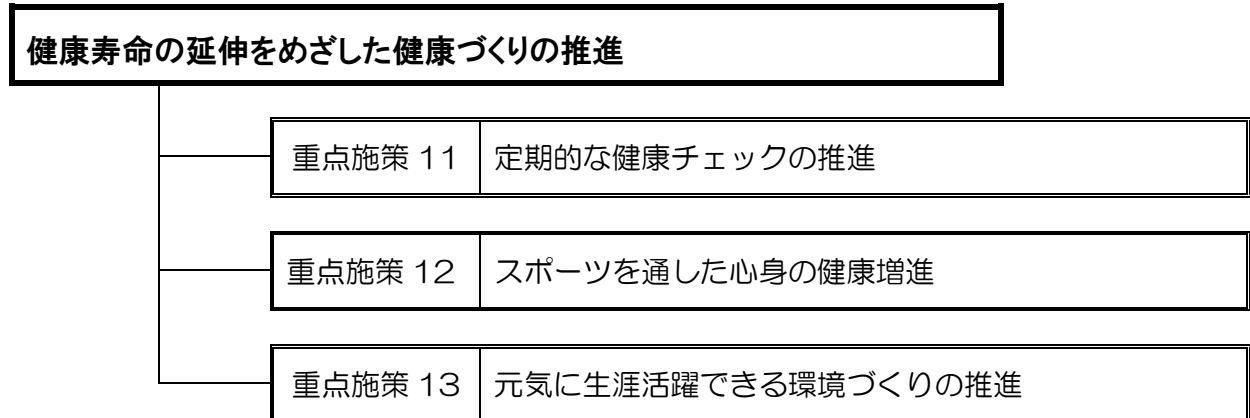 健康寿命の延伸をめざした健康づくりの推進
重点施策 11 定期的な健康チェックの推進
重点施策 12 スポーツを通した心身の健康増進
重点施策 13 元気に生涯活躍できる環境づくりの推進